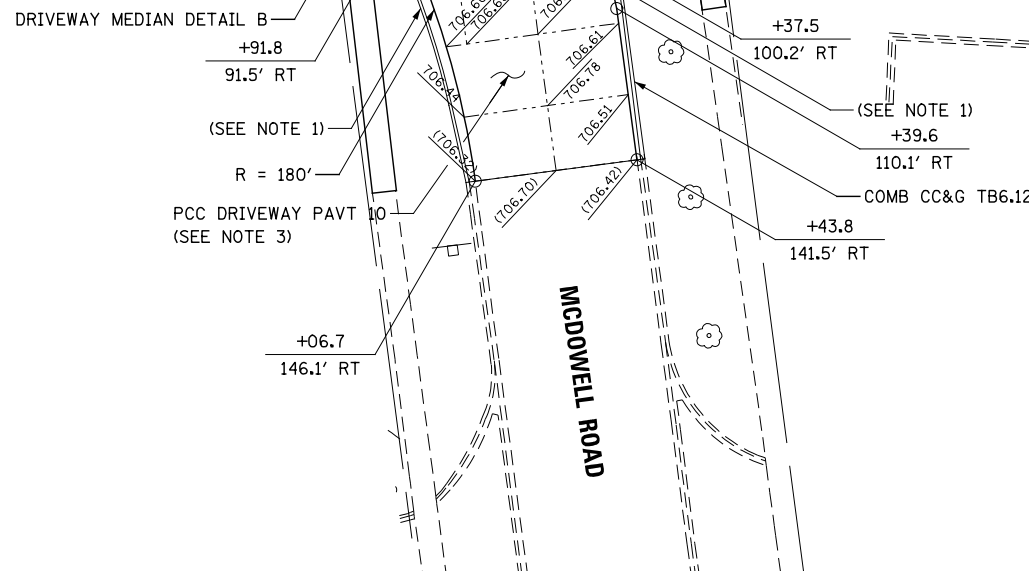 DRIVEWAY MEDIAN DETAIL B
+91.8
91.5' RT
(SEE NOTE 1)
R = 180'
PCC DRIVEWAY PAVT 10
(SEE NOTE 3)
+06.7
146.1' RT
706.44
(706.32)
706.61
706.78
706.51
(706.70)
(706.42)
+37.5
100.2' RT
(SEE NOTE 1)
+39.6
110.1' RT
COMB CC&G TB6.12
+43.8
141.5' RT
MCDOWELL ROAD